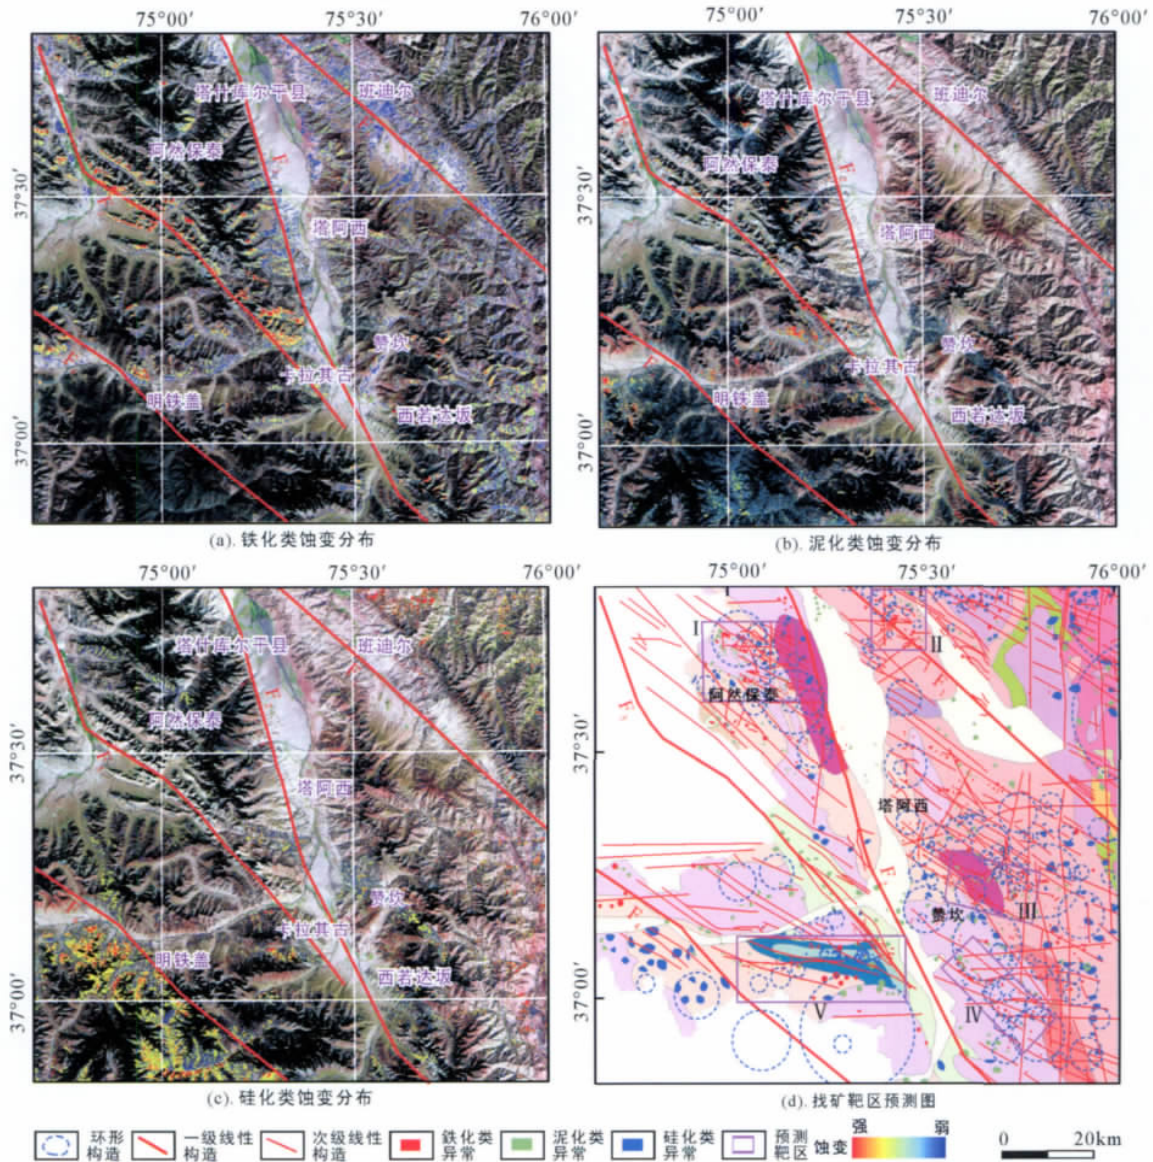 75°00′ 75°30′ 76°00′ 75°00′ 75°30′ 76°00′
塔什库尔干县 班迪尔
阿然保泰
37°30′
F
塔阿西
赞坎
卡拉其古
明铁盖
西若达坂
37°00′
F
(a). 铁化类蚀变分布
塔什库尔干县 班迪尔
阿然保泰
37°30′
F
塔阿西
赞坎
卡拉其古
明铁盖
西若达坂
37°00′
F
(b). 泥化类蚀变分布
75°00′ 75°30′ 76°00′ 75°00′ 75°30′ 76°00′
塔什库尔干县 班迪尔
阿然保泰
37°30′
F
塔阿西
赞坎
卡拉其古
明铁盖
西若达坂
37°00′
F
(c). 硅化类蚀变分布
I
II
阿然保泰
F
37°30′
塔阿西
F
赞坎
III
F
37°00′
V
IV
(d). 找矿靶区预测图
环形构造 一级线性构造 次级线性构造 鉄化类异常 泥化类异常 硅化类异常 预测靶区 蚀变 强 弱 0 20km